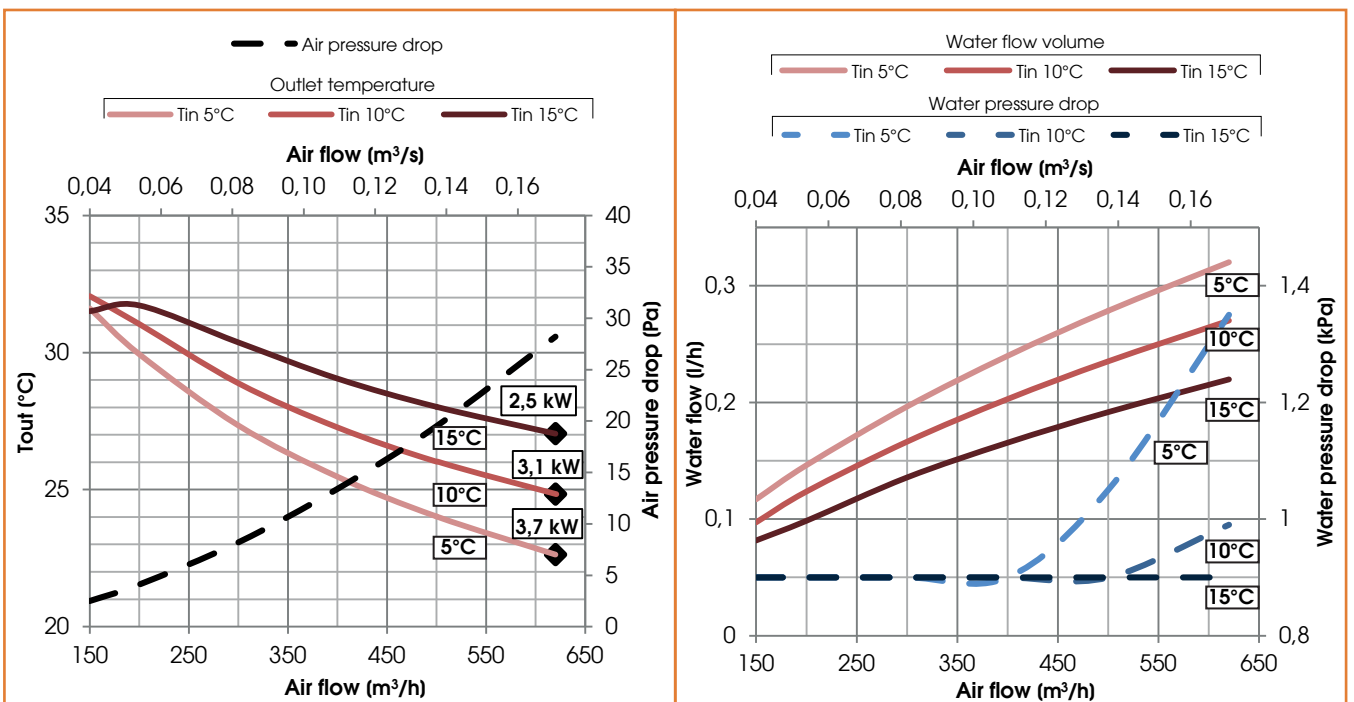 Air pressure drop
Outlet temperature
Tin 5°C Tin 10°C Tin 15°C
Air flow (m³/s)
0,04 0,06 0,08 0,10 0,12 0,14 0,16
35 40
35
30 30
25
2,5 kW
20
15°C
3,1 kW
15
25
10°C
3,7 kW
10
5°C
5
20 0
150 250 350 450 550 650
Air flow (m³/h)
Tout (°C)
Air pressure drop (Pa)
Water flow volume
Tin 5°C Tin 10°C Tin 15°C
Water pressure drop
Tin 5°C Tin 10°C Tin 15°C
Air flow (m³/s)
0,04 0,06 0,08 0,10 0,12 0,14 0,16
0,3 5°C 1,4
10°C
0,2 15°C 1,2
5°C
0,1 1
10°C
15°C
0 0,8
150 250 350 450 550 650
Air flow (m³/h)
Water flow (l/h)
Water pressure drop (kPa)